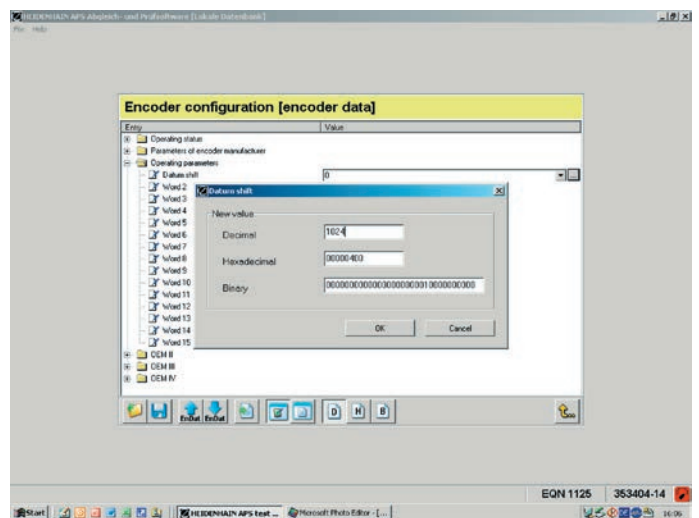 HEIDENHAIN APS Abgleich- und Prüfsoftware [Lokale Datenbank]
File Help
Encoder configuration [encoder data]
Entry Value
Operating status
Parameters of encoder manufacturer
Operating parameters
Datum shift 0
Word 2
Word 3
Word 4
Word 5
Word 6
Word 7
Word 8
Word 9
Word 10
Word 11
Word 12
Word 13
Word 14
Word 15
OEM II
OEM III
OEM IV
Datum shift
New value
Decimal 1024
Hexadecimal 00000400
Binary
OK Cancel
EnDat EnDat D H B
EQN 1125 353404-14
Start HEIDENHAIN APS test ... Microsoft Photo Editor - [... 16:06